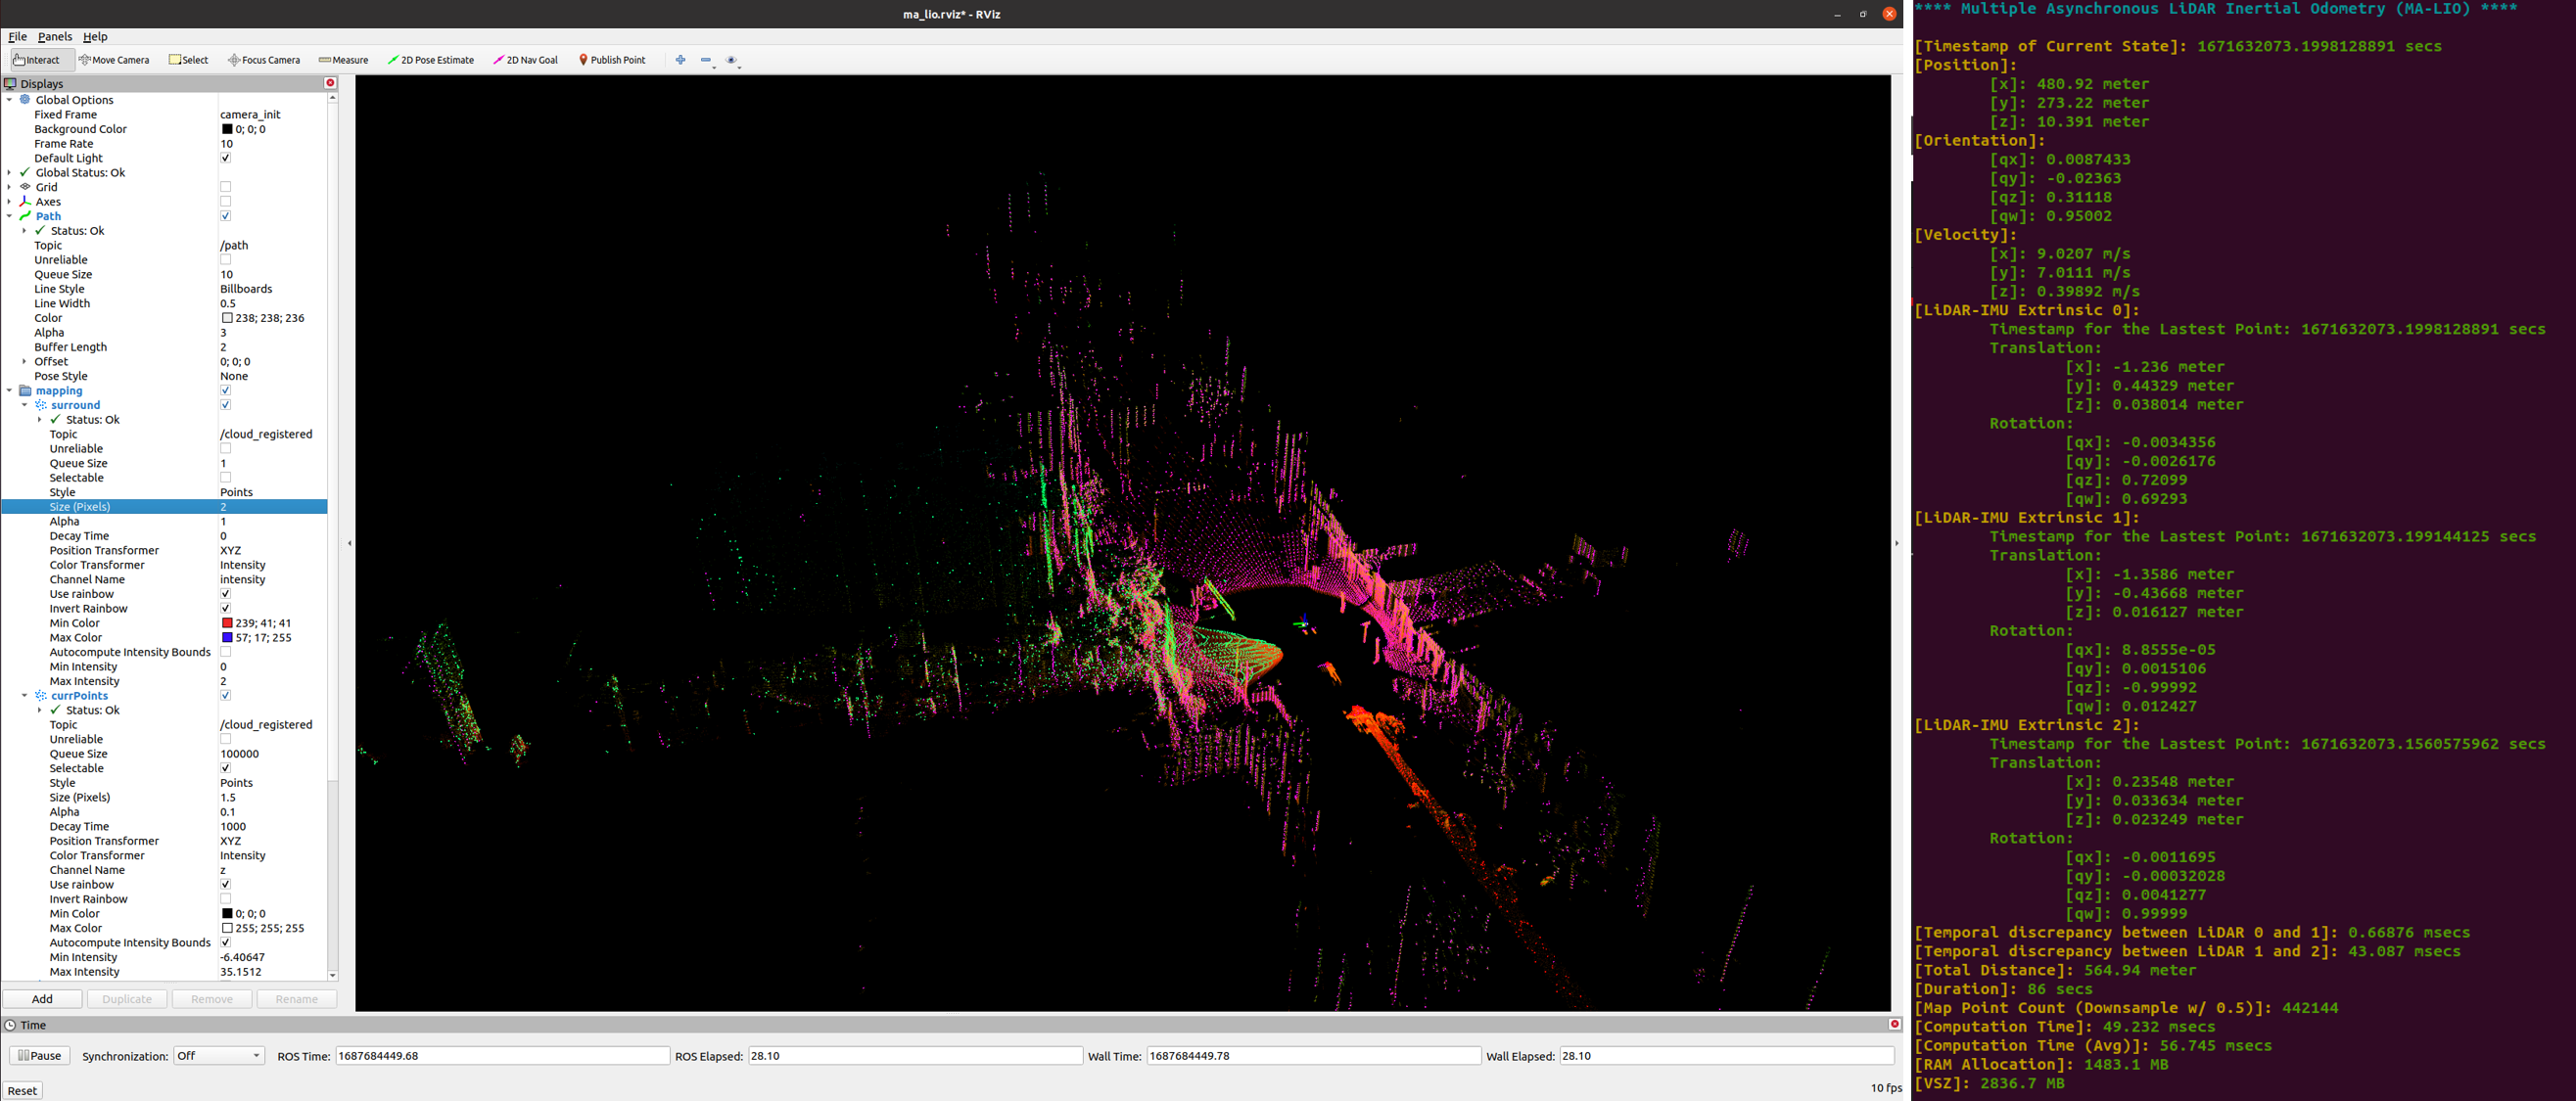 ma_lio.rviz* - RViz
File Panels Help
Interact Move Camera Select Focus Camera Measure 2D Pose Estimate 2D Nav Goal Publish Point
Displays
Global Options
Fixed Frame camera_init
Background Color 0; 0; 0
Frame Rate 10
Default Light
Global Status: Ok
Grid
Axes
Path
Status: Ok
Topic /path
Unreliable
Queue Size 10
Line Style Billboards
Line Width 0.5
Color 238; 238; 236
Alpha 3
Buffer Length 2
Offset 0; 0; 0
Pose Style None
mapping
surround
Status: Ok
Topic /cloud_registered
Unreliable
Queue Size 1
Selectable
Style Points
Size (Pixels) 2
Alpha 1
Decay Time 0
Position Transformer XYZ
Color Transformer Intensity
Channel Name intensity
Use rainbow
Invert Rainbow
Min Color 239; 41; 41
Max Color 57; 17; 255
Autocompute Intensity Bounds
Min Intensity 0
Max Intensity 2
currPoints
Status: Ok
Topic /cloud_registered
Unreliable
Queue Size 100000
Selectable
Style Points
Size (Pixels) 1.5
Alpha 0.1
Decay Time 1000
Position Transformer XYZ
Color Transformer Intensity
Channel Name z
Use rainbow
Invert Rainbow
Min Color 0; 0; 0
Max Color 255; 255; 255
Autocompute Intensity Bounds
Min Intensity -6.40647
Max Intensity 35.1512
Add Duplicate Remove Rename
Time
Pause Synchronization: Off ROS Time: 1687684449.68 ROS Elapsed: 28.10 Wall Time: 1687684449.78 Wall Elapsed: 28.10
Reset 10 fps
**** Multiple Asynchronous LiDAR Inertial Odometry (MA-LIO) ****
[Timestamp of Current State]: 1671632073.1998128891 secs
[Position]:
[x]: 480.92 meter
[y]: 273.22 meter
[z]: 10.391 meter
[Orientation]:
[qx]: 0.0087433
[qy]: -0.02363
[qz]: 0.31118
[qw]: 0.95002
[Velocity]:
[x]: 9.0207 m/s
[y]: 7.0111 m/s
[z]: 0.39892 m/s
[LiDAR-IMU Extrinsic 0]:
Timestamp for the Lastest Point: 1671632073.1998128891 secs
Translation:
[x]: -1.236 meter
[y]: 0.44329 meter
[z]: 0.038014 meter
Rotation:
[qx]: -0.0034356
[qy]: -0.0026176
[qz]: 0.72099
[qw]: 0.69293
[LiDAR-IMU Extrinsic 1]:
Timestamp for the Lastest Point: 1671632073.199144125 secs
Translation:
[x]: -1.3586 meter
[y]: -0.43668 meter
[z]: 0.016127 meter
Rotation:
[qx]: 8.8555e-05
[qy]: 0.0015106
[qz]: -0.99992
[qw]: 0.012427
[LiDAR-IMU Extrinsic 2]:
Timestamp for the Lastest Point: 1671632073.1560575962 secs
Translation:
[x]: 0.23548 meter
[y]: 0.033634 meter
[z]: 0.023249 meter
Rotation:
[qx]: -0.0011695
[qy]: -0.00032028
[qz]: 0.0041277
[qw]: 0.99999
[Temporal discrepancy between LiDAR 0 and 1]: 0.66876 msecs
[Temporal discrepancy between LiDAR 1 and 2]: 43.087 msecs
[Total Distance]: 564.94 meter
[Duration]: 86 secs
[Map Point Count (Downsample w/ 0.5)]: 442144
[Computation Time]: 49.232 msecs
[Computation Time (Avg)]: 56.745 msecs
[RAM Allocation]: 1483.1 MB
[VSZ]: 2836.7 MB